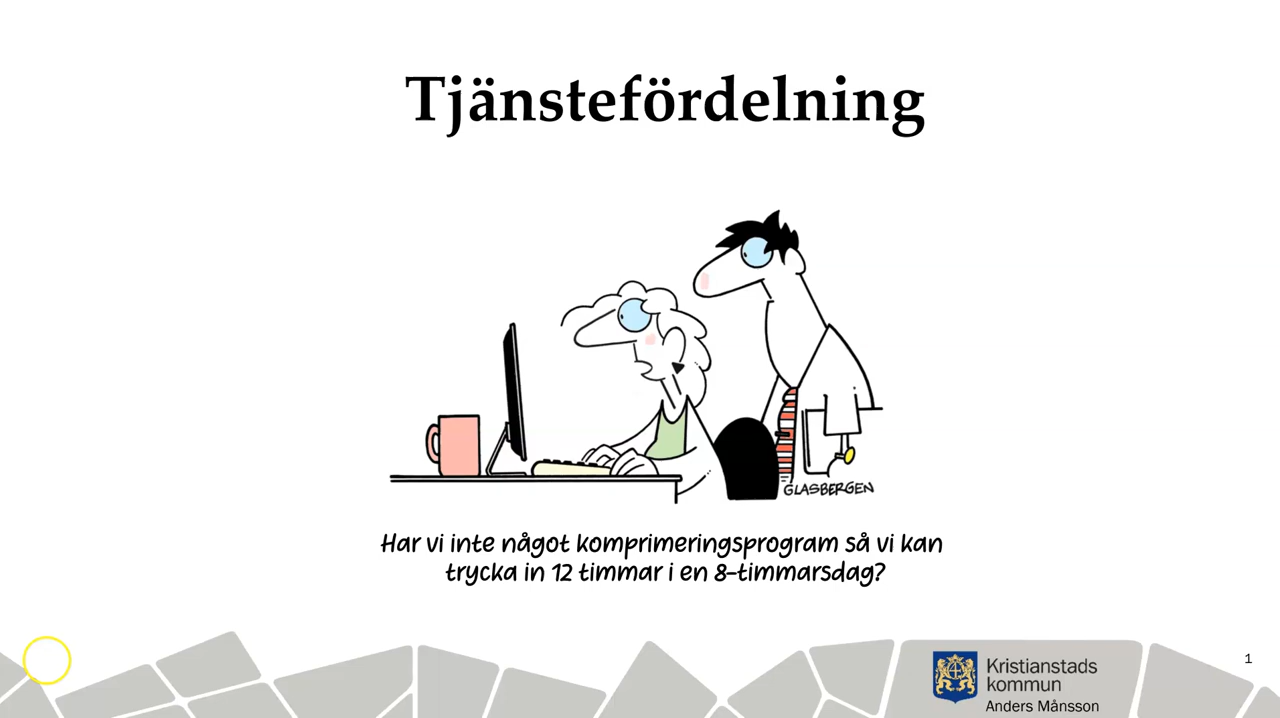 Tjänstefördelning
GLASBERGEN
Har vi inte något komprimeringsprogram så vi kan
trycka in 12 timmar i en 8-timmarsdag?
Kristianstads
kommun
Anders Månsson
1